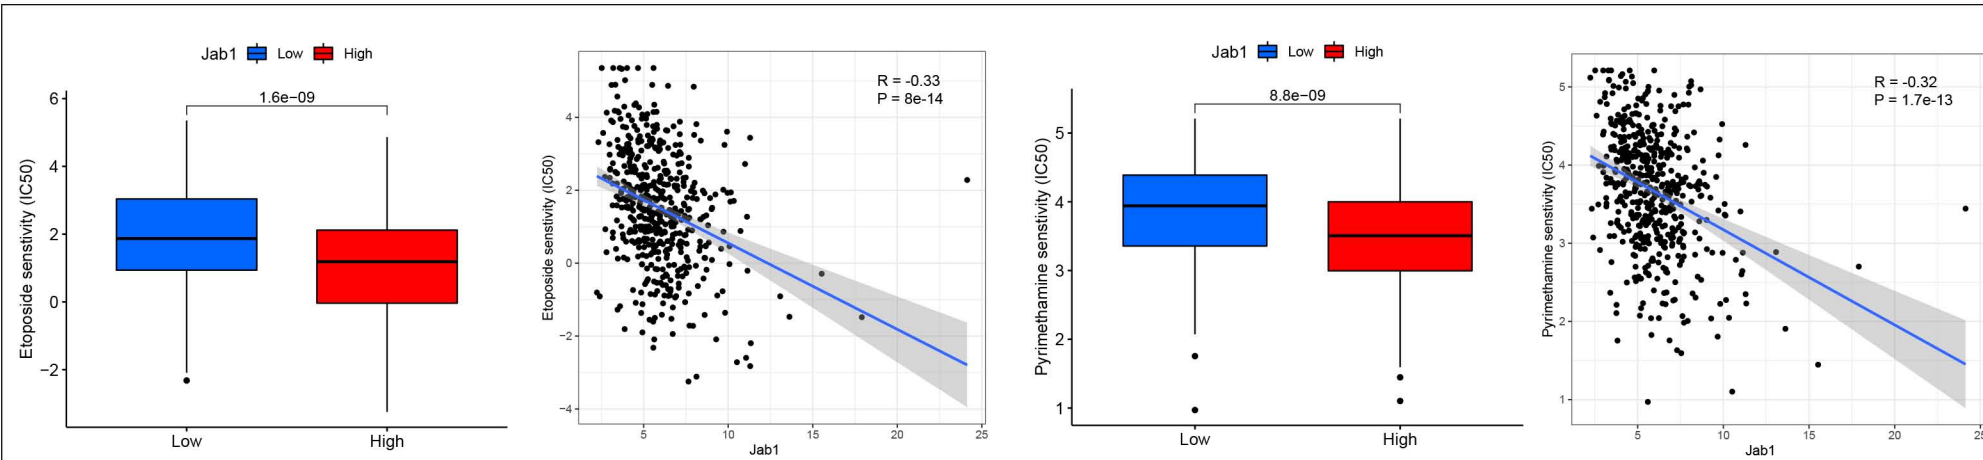 Jab1 Low High
1.6e−09
Etoposide senstivity (IC50)
6
4
2
0
−2
Low High
R = -0.33
P = 8e-14
Etoposide senstivity (IC50)
4
2
0
−2
−4
5 10 15 20 25
Jab1
Jab1 Low High
8.8e−09
Pyrimethamine senstivity (IC50)
5
4
3
2
1
Low High
R = -0.32
P = 1.7e-13
Pyrimethamine senstivity (IC50)
5
4
3
2
1
5 10 15 20 25
Jab1